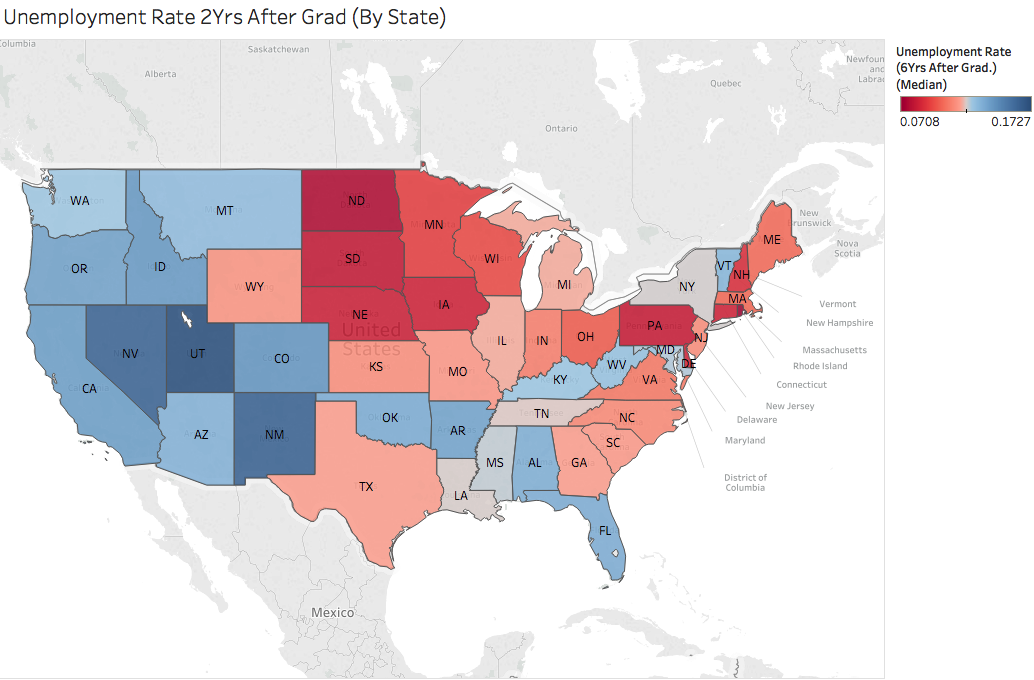 Unemployment Rate 2Yrs After Grad (By State)
Unemployment Rate
(6Yrs After Grad.)
(Median)
0.0708
0.1727
Columbia
Alberta
Saskatchewan
Ontario
Quebec
Newfoun
and
Labra
New
Brunswick
Nova
Scotia
WA
MT
ND
MN
OR
ID
WY
SD
WI
MI
NY
VT
NH
ME
MA
NV
UT
CO
NE
IA
IL
IN
OH
PA
NJ
MD
DE
CA
KS
MO
KY
WV
VA
AZ
NM
OK
AR
TN
NC
SC
TX
LA
MS
AL
GA
FL
United
States
Vermont
New Hampshire
Massachusetts
Rhode Island
Connecticut
New Jersey
Delaware
Maryland
District of
Columbia
Mexico